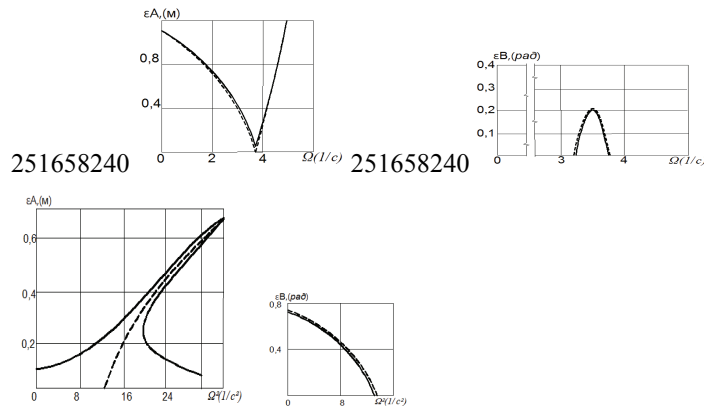 εA,(м)
0,8
0,4
0 2 4 Ω(1/c)
251658240
εB,(рад)
0,4
0,3
0,2
0,1
0 3 4 Ω(1/c)
251658240
εA,(м)
0,6
0,4
0,2
0 8 16 24 Ω²(1/c²)
εB,(рад)
0,8
0,4
0 8 Ω²(1/c²)